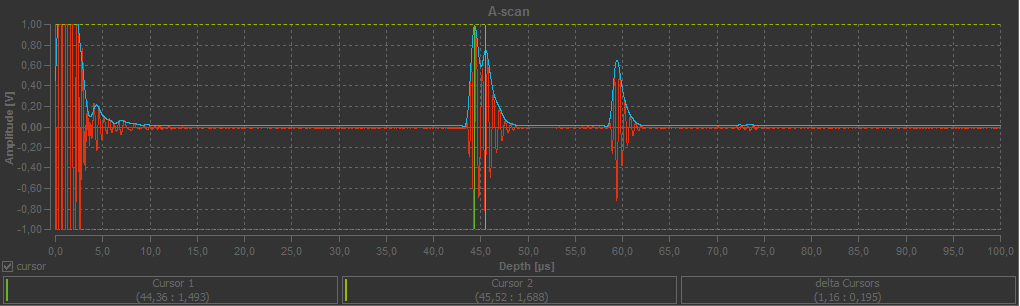 A-scan
Amplitude [V]
1,00
0,80
0,60
0,40
0,20
0,00
-0,20
-0,40
-0,60
-0,80
-1,00
0,0 5,0 10,0 15,0 20,0 25,0 30,0 35,0 40,0 45,0 50,0 55,0 60,0 65,0 70,0 75,0 80,0 85,0 90,0 95,0 100,0
Depth [µs]
cursor
Cursor 1
(44,36 : 1,493)
Cursor 2
(45,52 : 1,688)
delta Cursors
(1,16 : 0,195)